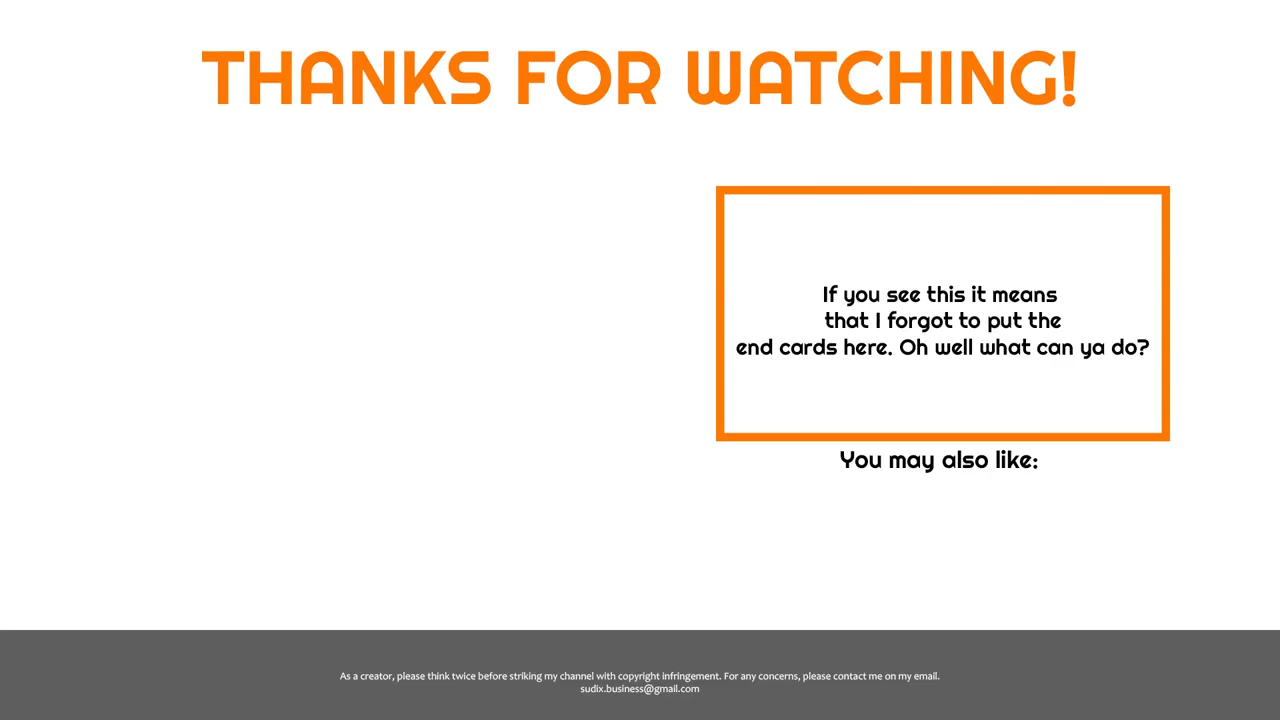 THANKS FOR WATCHING!
If you see this it means
that I forgot to put the
end cards here. Oh well what can ya do?
You may also like:
As a creator, please think twice before striking my channel with copyright infringement. For any concerns, please contact me on my email.
sudix.business@gmail.com